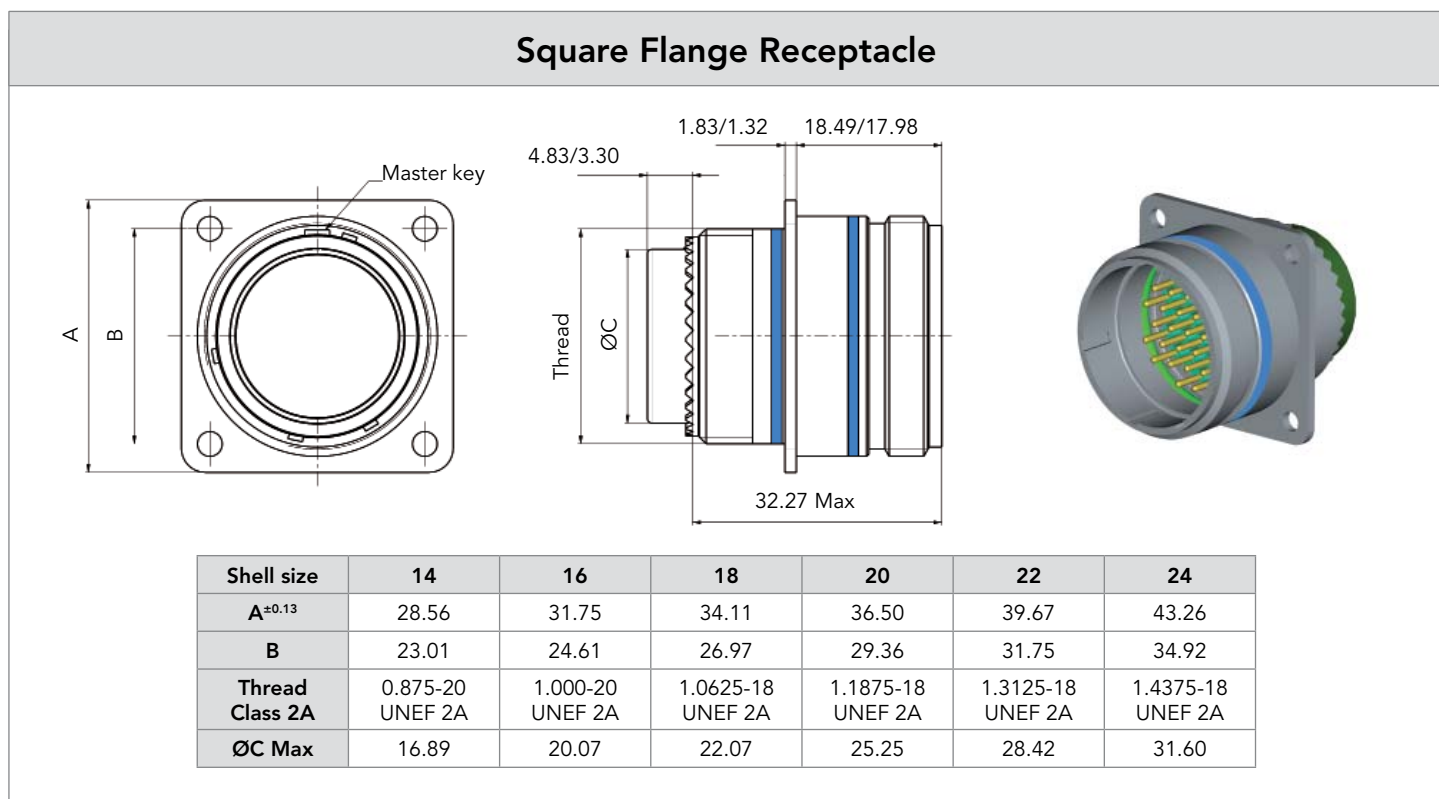 Square Flange Receptacle
1.83/1.32 18.49/17.98
4.83/3.30
Master key
A
B
Thread
ØC
32.27 Max
Shell size 14 16 18 20 22 24
A±0.13 28.56 31.75 34.11 36.50 39.67 43.26
B 23.01 24.61 26.97 29.36 31.75 34.92
Thread Class 2A 0.875-20 UNEF 2A 1.000-20 UNEF 2A 1.0625-18 UNEF 2A 1.1875-18 UNEF 2A 1.3125-18 UNEF 2A 1.4375-18 UNEF 2A
ØC Max 16.89 20.07 22.07 25.25 28.42 31.60